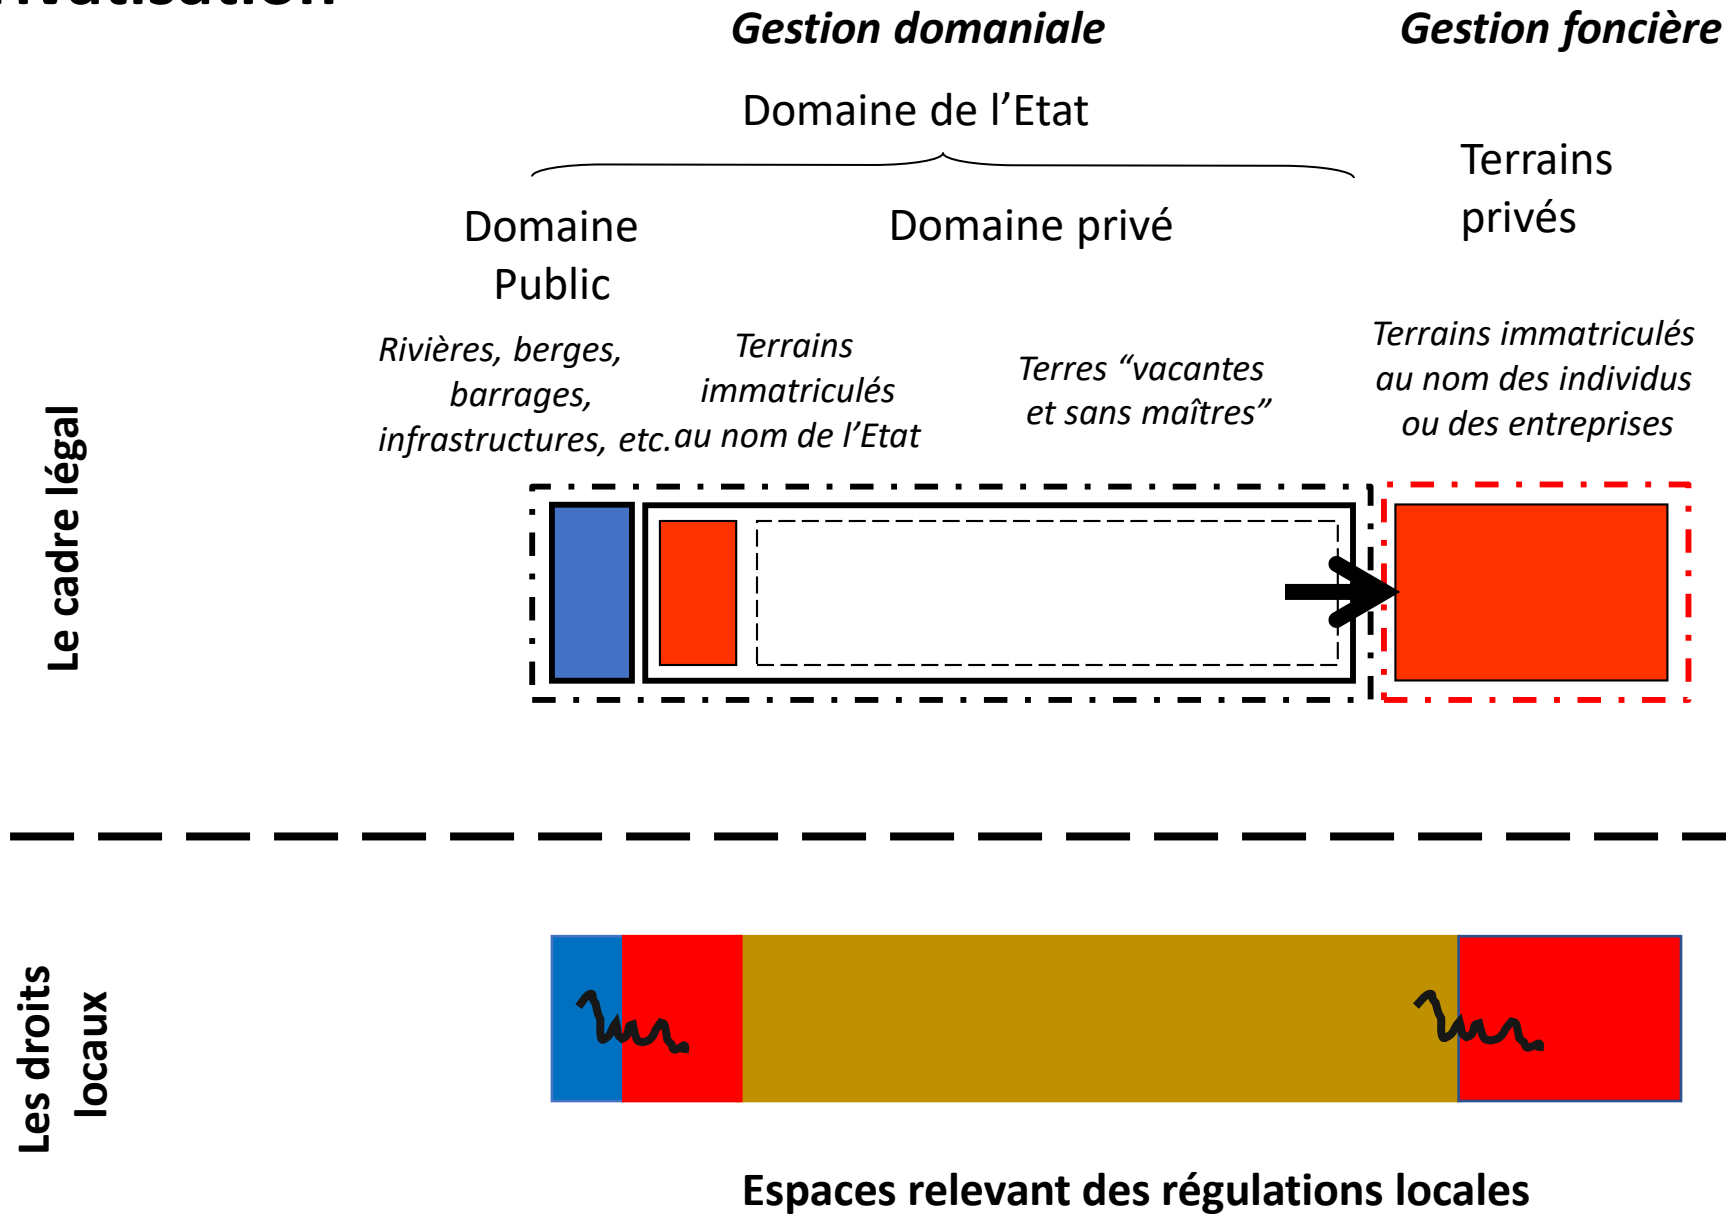 Gestion domaniale
Gestion foncière
Domaine de l’Etat
Terrains
privés
Domaine
Public
Domaine privé
Rivières, berges,
barrages,
infrastructures, etc.
Terrains
immatriculés
au nom de l’Etat
Terres “vacantes
et sans maîtres”
Terrains immatriculés
au nom des individus
ou des entreprises
Le cadre légal
Les droits
locaux
Espaces relevant des régulations locales